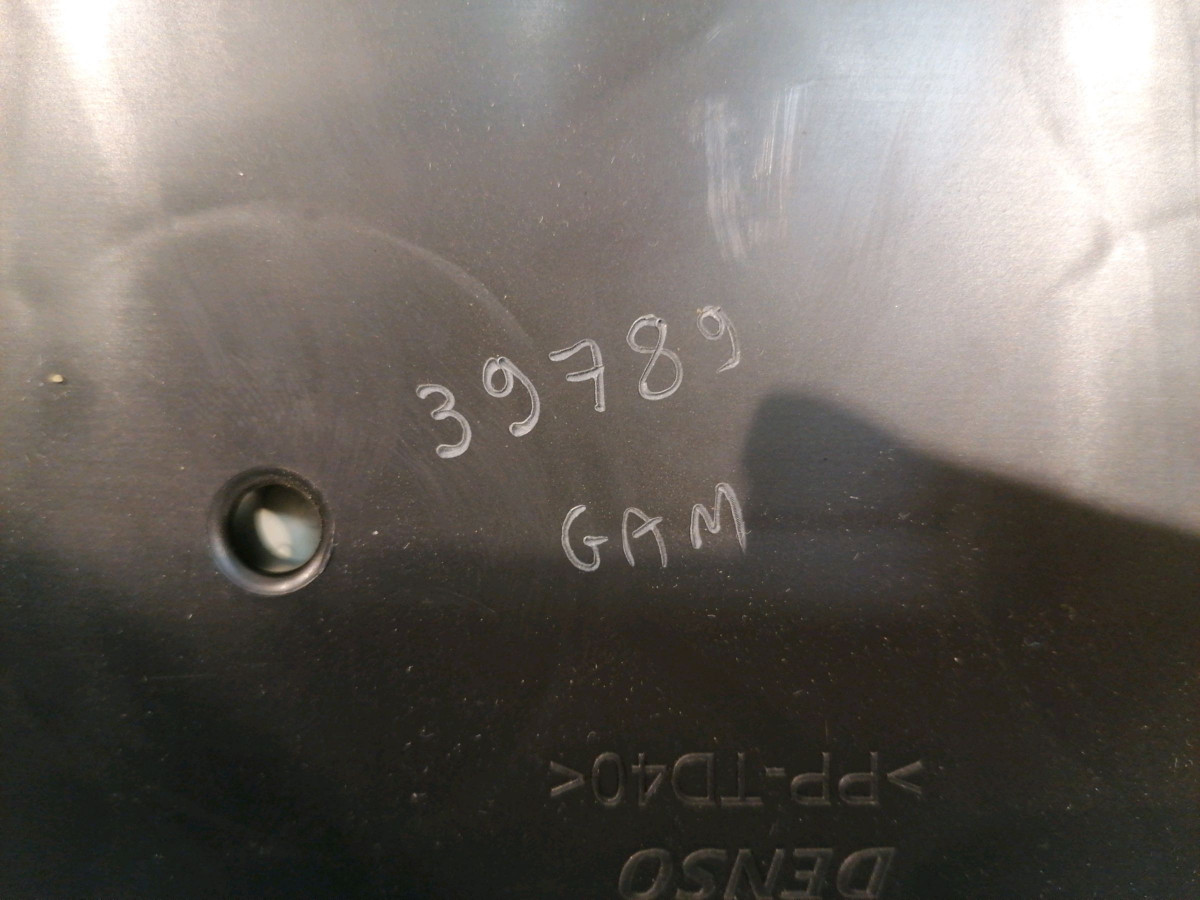 39789
GAM
>PP-TD40<
DENSO